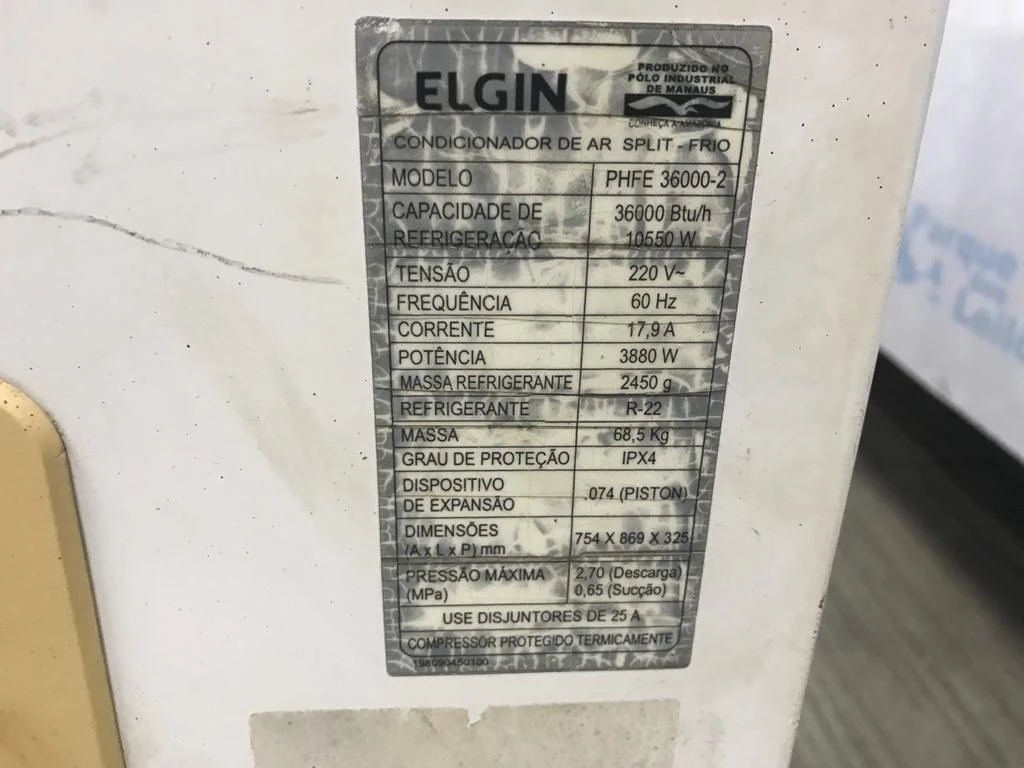 ELGIN
PRODUZIDO NO
PÓLO INDUSTRIAL
DE MANAUS
CONHEÇA A AMAZÔNIA
CONDICIONADOR DE AR SPLIT - FRIO
MODELO PHFE 36000-2
CAPACIDADE DE 36000 Btu/h
REFRIGERAÇÃO 10550 W
TENSÃO 220 V~
FREQUÊNCIA 60 Hz
CORRENTE 17,9 A
POTÊNCIA 3880 W
MASSA REFRIGERANTE 2450 g
REFRIGERANTE R-22
MASSA 68,5 Kg
GRAU DE PROTEÇÃO IPX4
DISPOSITIVO
DE EXPANSÃO .074 (PISTON)
DIMENSÕES
(A x L x P) mm 754 X 869 X 325
PRESSÃO MÁXIMA 2,70 (Descarga)
(MPa) 0,65 (Sucção)
USE DISJUNTORES DE 25 A
COMPRESSOR PROTEGIDO TERMICAMENTE
198090450100